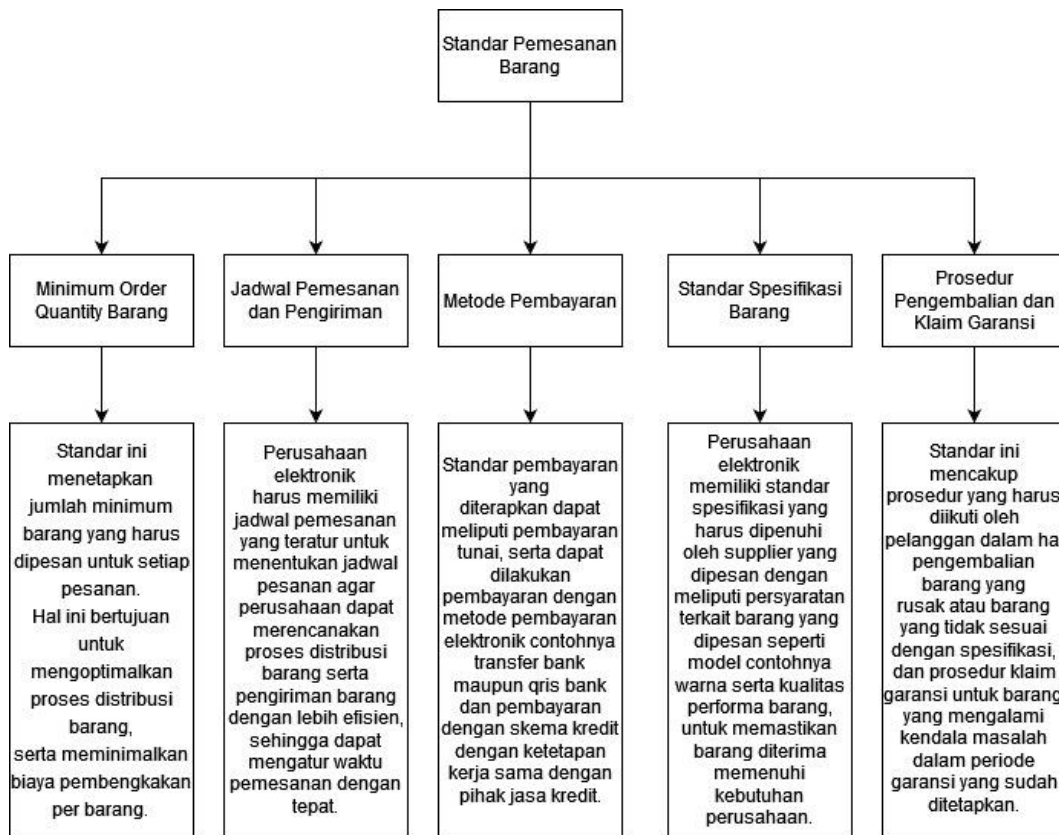 Standar Pemesanan
Barang
Minimum Order
Quantity Barang
Jadwal Pemesanan
dan Pengiriman
Metode Pembayaran
Standar Spesifikasi
Barang
Prosedur
Pengembalian dan
Klaim Garansi
Standar ini
menetapkan
jumlah minimum
barang yang harus
dipesan untuk setiap
pesanan.
Hal ini bertujuan
untuk
mengoptimalkan
proses distribusi
barang,
serta meminimalkan
biaya pembengkakan
per barang.
Perusahaan
elektronik
harus memiliki
jadwal pemesanan
yang teratur untuk
menentukan jadwal
pesanan agar
perusahaan dapat
merencanakan
proses distribusi
barang serta
pengiriman barang
dengan lebih efisien,
sehingga dapat
mengatur waktu
pemesanan dengan
tepat.
Standar pembayaran
yang
diterapkan dapat
meliputi pembayaran
tunai, serta dapat
dilakukan
pembayaran dengan
metode pembayaran
elektronik contohnya
transfer bank
maupun qris bank
dan pembayaran
dengan skema kredit
dengan ketetapan
kerja sama dengan
pihak jasa kredit.
Perusahaan
elektronik
memiliki standar
spesifikasi yang
harus dipenuhi
oleh supplier yang
dipesan dengan
meliputi persyaratan
terkait barang yang
dipesan seperti
model contohnya
warna serta kualitas
performa barang,
untuk memastikan
barang diterima
memenuhi
kebutuhan
perusahaan.
Standar ini
mencakup
prosedur yang harus
diikuti oleh
pelanggan dalam ha
pengembalian
barang yang
rusak atau barang
yang tidak sesuai
dengan spesifikasi,
dan prosedur klaim
garansi untuk barang
yang mengalami
kendala masalah
dalam periode
garansi yang sudah
ditetapkan.